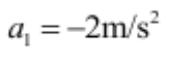 a₁ = −2m/s²